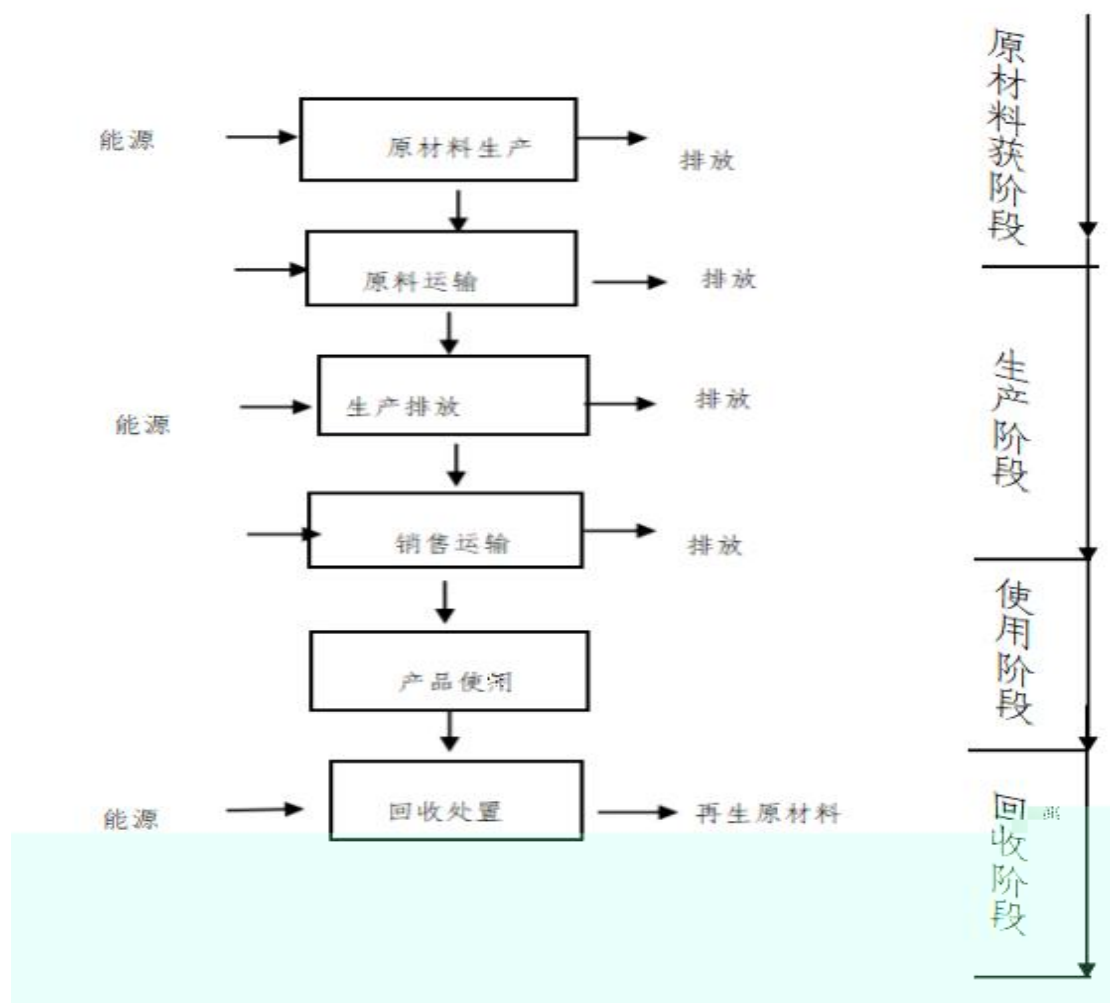 能源
原材料生产
排放
原料运输
排放
能源
生产排放
排放
销售运输
排放
产品使用
能源
回收处置
再生原材料
原材料获阶段
生产阶段
使用阶段
回收阶段